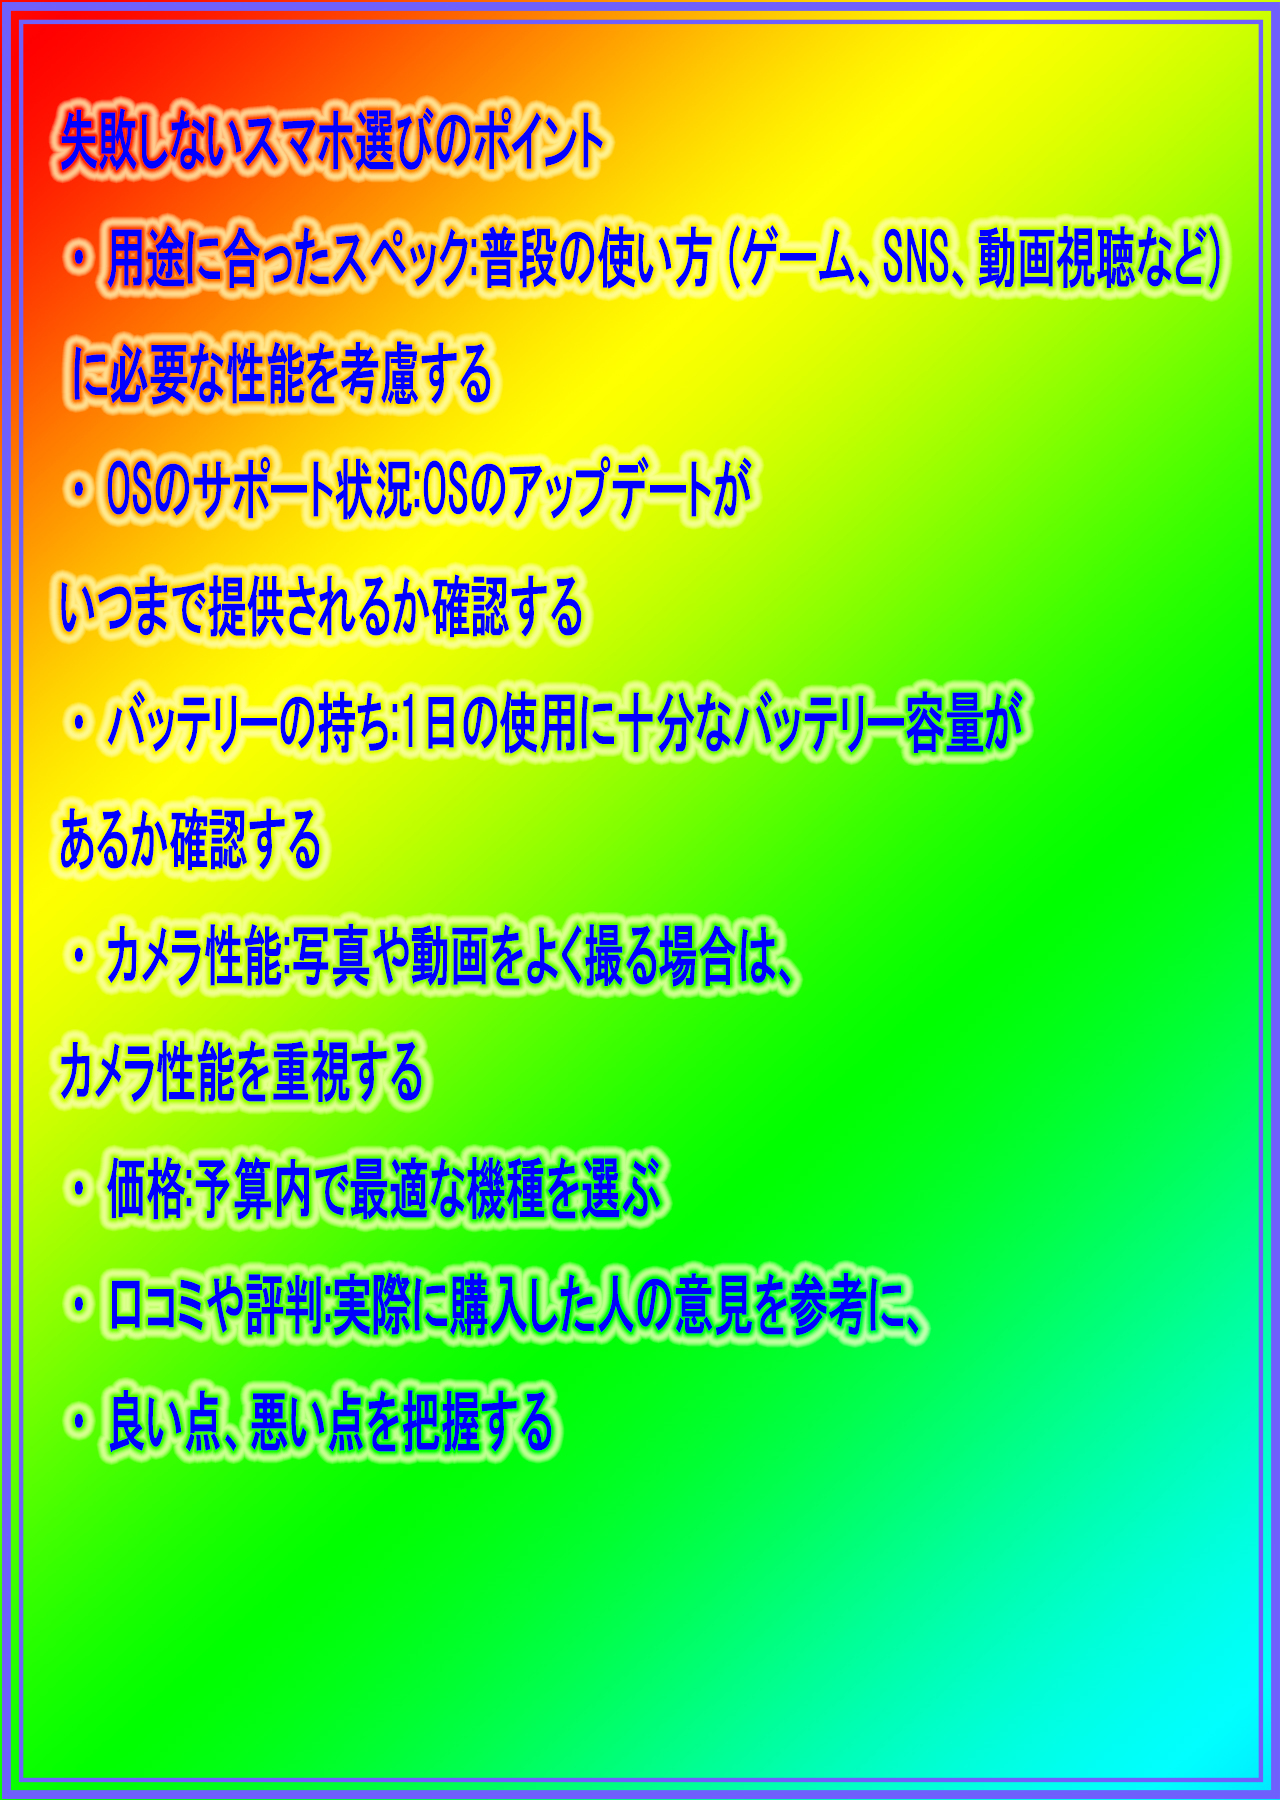 失敗しないスマホ選びのポイント
・ 用途に合ったスペック:普段の使い方（ゲーム、SNS、動画視聴など）
に必要な性能を考慮する
・ OSのサポート状況:OSのアップデートが
いつまで提供されるか確認する
・ バッテリーの持ち:1日の使用に十分なバッテリー容量が
あるか確認する
・ カメラ性能:写真や動画をよく撮る場合は、
カメラ性能を重視する
・ 価格:予算内で最適な機種を選ぶ
・ 口コミや評判:実際に購入した人の意見を参考に、
・ 良い点、悪い点を把握する